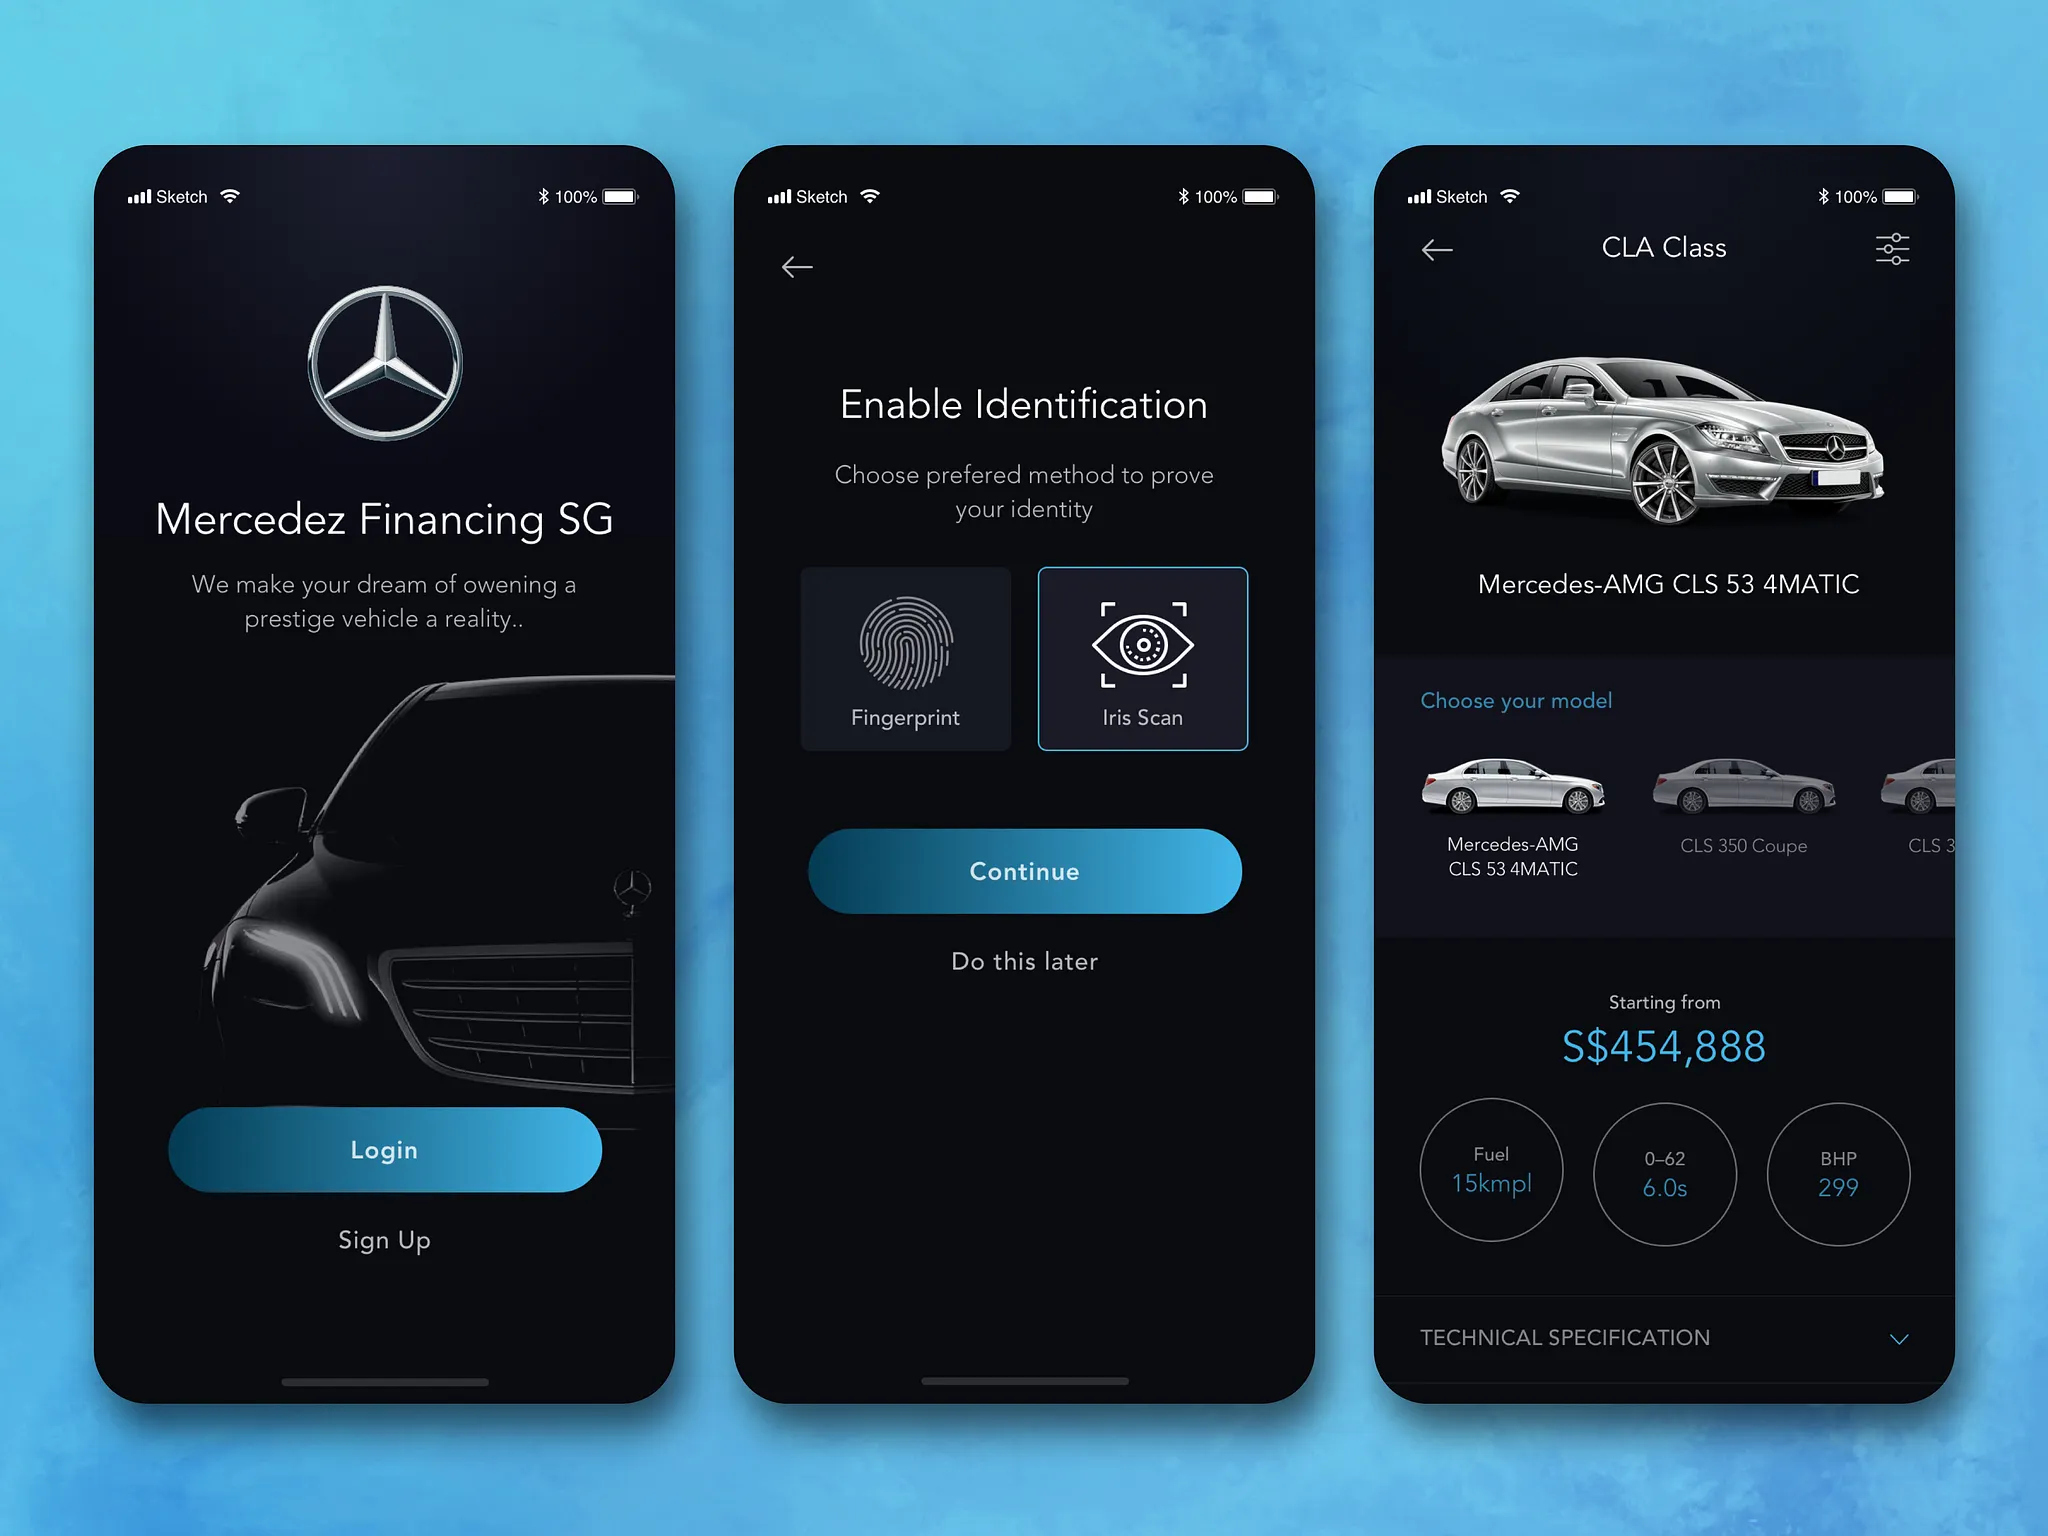 Sketch 100%
Mercedez Financing SG
We make your dream of owening a
prestige vehicle a reality..
Login
Sign Up
Sketch 100%
Enable Identification
Choose prefered method to prove
your identity
Fingerprint
Iris Scan
Continue
Do this later
Sketch 100%
CLA Class
Mercedes-AMG CLS 53 4MATIC
Choose your model
Mercedes-AMG
CLS 53 4MATIC
CLS 350 Coupe
CLS 3
Starting from
S$454,888
Fuel
15kmpl
0–62
6.0s
BHP
299
TECHNICAL SPECIFICATION